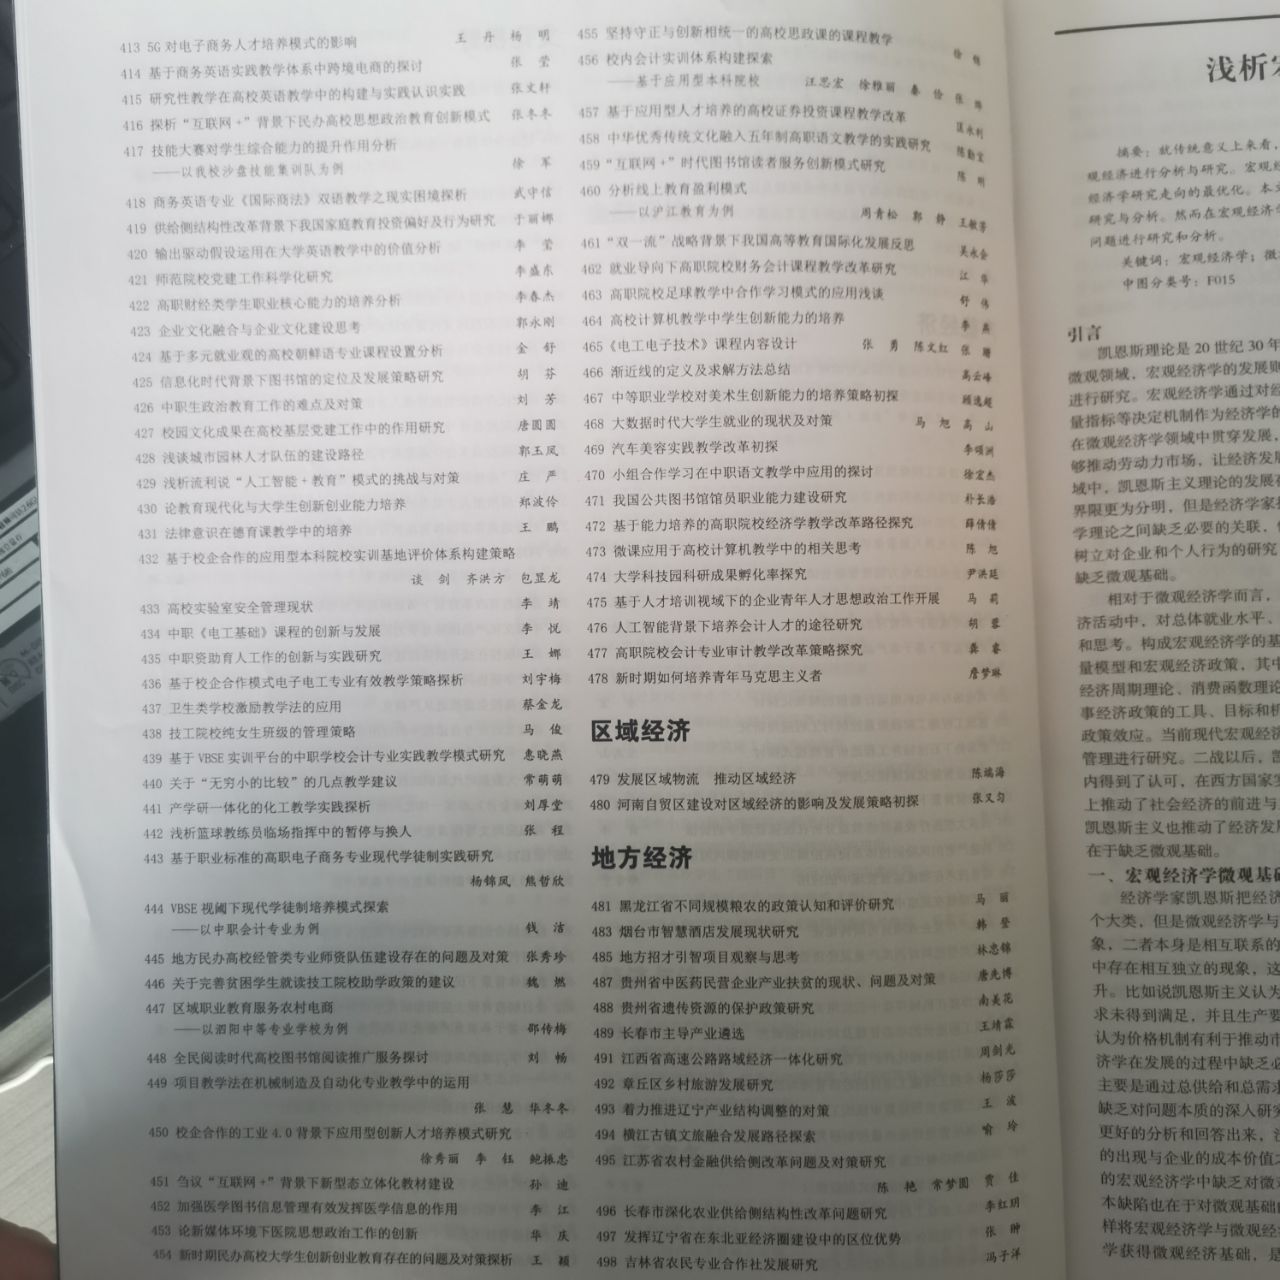 413 5G对电子商务人才培养模式的影响 王 丹 杨 明
414 基于商务英语实践教学体系中跨境电商的探讨 张 莹
415 研究性教学在高校英语教学中的构建与实践认识实践 张文轩
416 探析“互联网+”背景下民办高校思想政治教育创新模式 张冬冬
417 技能大赛对学生综合能力的提升作用分析
——以我校沙盘技能集训队为例 徐 军
418 商务英语专业《国际商法》双语教学之现实困境探析 武守信
419 供给侧结构性改革背景下我国家庭教育投资偏好及行为研究 于丽娜
420 输出驱动假设运用在大学英语教学中的价值分析 李 莹
421 师范院校党建工作科学化研究 李盛东
422 高职财经类学生职业核心能力的培养分析 李春杰
423 企业文化融合与企业文化建设思考 郭永刚
424 基于多元就业观的高校朝鲜语专业课程设置分析 金 舒
425 信息化时代背景下图书馆的定位及发展策略研究 胡 芬
426 中职生政治教育工作的难点及对策 刘 芳
427 校园文化成果在高校基层党建工作中的作用研究 唐圆圆
428 浅谈城市园林人才队伍的建设路径 郭玉凤
429 浅析流利说“人工智能+教育”模式的挑战与对策 庄 严
430 论教育现代化与大学生创新创业能力培养 郑波伶
431 法律意识在德育课教学中的培养 王 鹏
432 基于校企合作的应用型本科院校实训基地评价体系构建策略
谈 剑 齐洪方 包昱龙
433 高校实验室安全管理现状 李 靖
434 中职《电工基础》课程的创新与发展 李 悦
435 中职资助育人工作的创新与实践研究 王 娜
436 基于校企合作模式电子电工专业有效教学策略探析 刘宇梅
437 卫生类学校激励教学法的应用 蔡金龙
438 技工院校纯女生班级的管理策略 马 俊
439 基于VBSE实训平台的中职学校会计专业实践教学模式研究 惠晓燕
440 关于“无穷小的比较”的几点教学建议 常萌萌
441 产学研一体化的化工教学实践探析 刘厚堂
442 浅析篮球教练员临场指挥中的暂停与换人 张 程
443 基于职业标准的高职电子商务专业现代学徒制实践研究
杨锦凤 熊哲欣
444 VBSE视阈下现代学徒制培养模式探索
——以中职会计专业为例 钱 洁
445 地方民办高校经管类专业师资队伍建设存在的问题及对策 张秀珍
446 关于完善贫困学生就读技工院校助学政策的建议 魏 燃
447 区域职业教育服务农村电商
——以泗阳中等专业学校为例 邵传梅
448 全民阅读时代高校图书馆阅读推广服务探讨 刘 畅
449 项目教学法在机械制造及自动化专业教学中的运用
张 慧 华冬冬
450 校企合作的工业4.0背景下应用型创新人才培养模式研究
徐秀丽 李 钰 鲍振忠
451 刍议“互联网+”背景下新型态立体化教材建设 孙 迪
452 加强医学图书信息管理有效发挥医学信息的作用 李 江
453 论新媒体环境下医院思想政治工作的创新 华 庆
454 新时期民办高校大学生创新创业教育存在的问题及对策探析 王 颖
455 坚持守正与创新相统一的高校思政课的课程教学 徐
456 校内会计实训体系构建探索
——基于应用型本科院校 汪思宏 徐雅丽 秦 俭 张
457 基于应用型人才培养的高校证券投资课程教学改革 匡永利
458 中华优秀传统文化融入五年制高职语文教学的实践研究 陈勤宝
459 “互联网+”时代图书馆读者服务创新模式研究 陈 刚
460 分析线上教育盈利模式
——以沪江教育为例 周青松 郭 静 王敏芳
461 “双一流”战略背景下我国高等教育国际化发展反思 吴永会
462 就业导向下高职院校财务会计课程教学改革研究 江 华
463 高职院校足球教学中合作学习模式的应用浅谈 舒 伟
464 高校计算机教学中学生创新能力的培养 李 燕
465 《电工电子技术》课程内容设计 张 勇 陈文红 张 珊
466 渐近线的定义及求解方法总结 高云峰
467 中等职业学校对美术生创新能力的培养策略初探 顾逸超
468 大数据时代大学生就业的现状及对策 马 旭 高 山
469 汽车美容实践教学改革初探 李颂洲
470 小组合作学习在中职语文教学中应用的探讨 徐宏杰
471 我国公共图书馆馆员职业能力建设研究 朴长浩
472 基于能力培养的高职院校经济学教学改革路径探究 薛倩倩
473 微课应用于高校计算机教学中的相关思考 陈 旭
474 大学科技园科研成果孵化率探究 尹洪廷
475 基于人才培训视域下的企业青年人才思想政治工作开展 马 莉
476 人工智能背景下培养会计人才的途径研究 胡 蓉
477 高职院校会计专业审计教学改革策略探究 龚 睿
478 新时期如何培养青年马克思主义者 詹梦琳
区域经济
479 发展区域物流 推动区域经济 陈瑞海
480 河南自贸区建设对区域经济的影响及发展策略初探 张又匀
地方经济
481 黑龙江省不同规模粮农的政策认知和评价研究 马 丽
483 烟台市智慧酒店发展现状研究 韩 登
485 地方招才引智项目观察与思考 林忠锦
487 贵州省中医药民营企业产业扶贫的现状、问题及对策 唐先博
488 贵州省遗传资源的保护政策研究 南美花
489 长春市主导产业遴选 王靖霖
491 江西省高速公路路域经济一体化研究 周剑光
492 章丘区乡村旅游发展研究 杨莎莎
493 着力推进辽宁产业结构调整的对策 王 波
494 横江古镇文旅融合发展路径探索 喻 玲
495 江苏省农村金融供给侧改革问题及对策研究
陈 艳 常梦圆 贾 佳
496 长春市深化农业供给侧结构性改革问题研究 李红玥
497 发挥辽宁省在东北亚经济圈建设中的区位优势 张 翀
498 吉林省农民专业合作社发展研究 冯子洋
浅析宏
摘要：就传统意义上来看，
观经济进行分析与研究。宏观
经济学研究走向的最优化。本文
研究与分析。然而在宏观经济学
问题进行研究和分析。
关键词：宏观经济学；微
中图分类号：F015
引言
凯恩斯理论是20世纪30年
微观领域，宏观经济学的发展则
进行研究。宏观经济学通过对经
量指标等决定机制作为经济学的
在微观经济学领域中贯穿发展，
够推动劳动力市场，让经济发展
域中，凯恩斯主义理论的发展在
界限更为分明，但是经济学家
学理论之间缺乏必要的关联，
树立对企业和个人行为的研究
缺乏微观基础。
相对于微观经济学而言，
济活动中，对总体就业水平、
和思考。构成宏观经济学的基
量模型和宏观经济政策，其中
经济周期理论、消费函数理论
事经济政策的工具、目标和机
政策效应。当前现代宏观经济
管理进行研究。二战以后，凯
内得到了认可，在西方国家
上推动了社会经济的前进与
凯恩斯主义也推动了经济发
在于缺乏微观基础。
一、宏观经济学微观基础
经济学家凯恩斯把经济
个大类，但是微观经济学与
象，二者本身是相互联系的
中存在相互独立的现象，这
升。比如说凯恩斯主义认为
求未得到满足，并且生产要
认为价格机制有利于推动市
济学在发展的过程中缺乏必
主要是通过总供给和总需求
缺乏对问题本质的深入研究
更好的分析和回答出来，
的出现与企业的成本价值
的宏观经济学中缺乏对微
本缺陷也在于对微观基础
样将宏观经济学与微观经
学获得微观经济基础，是